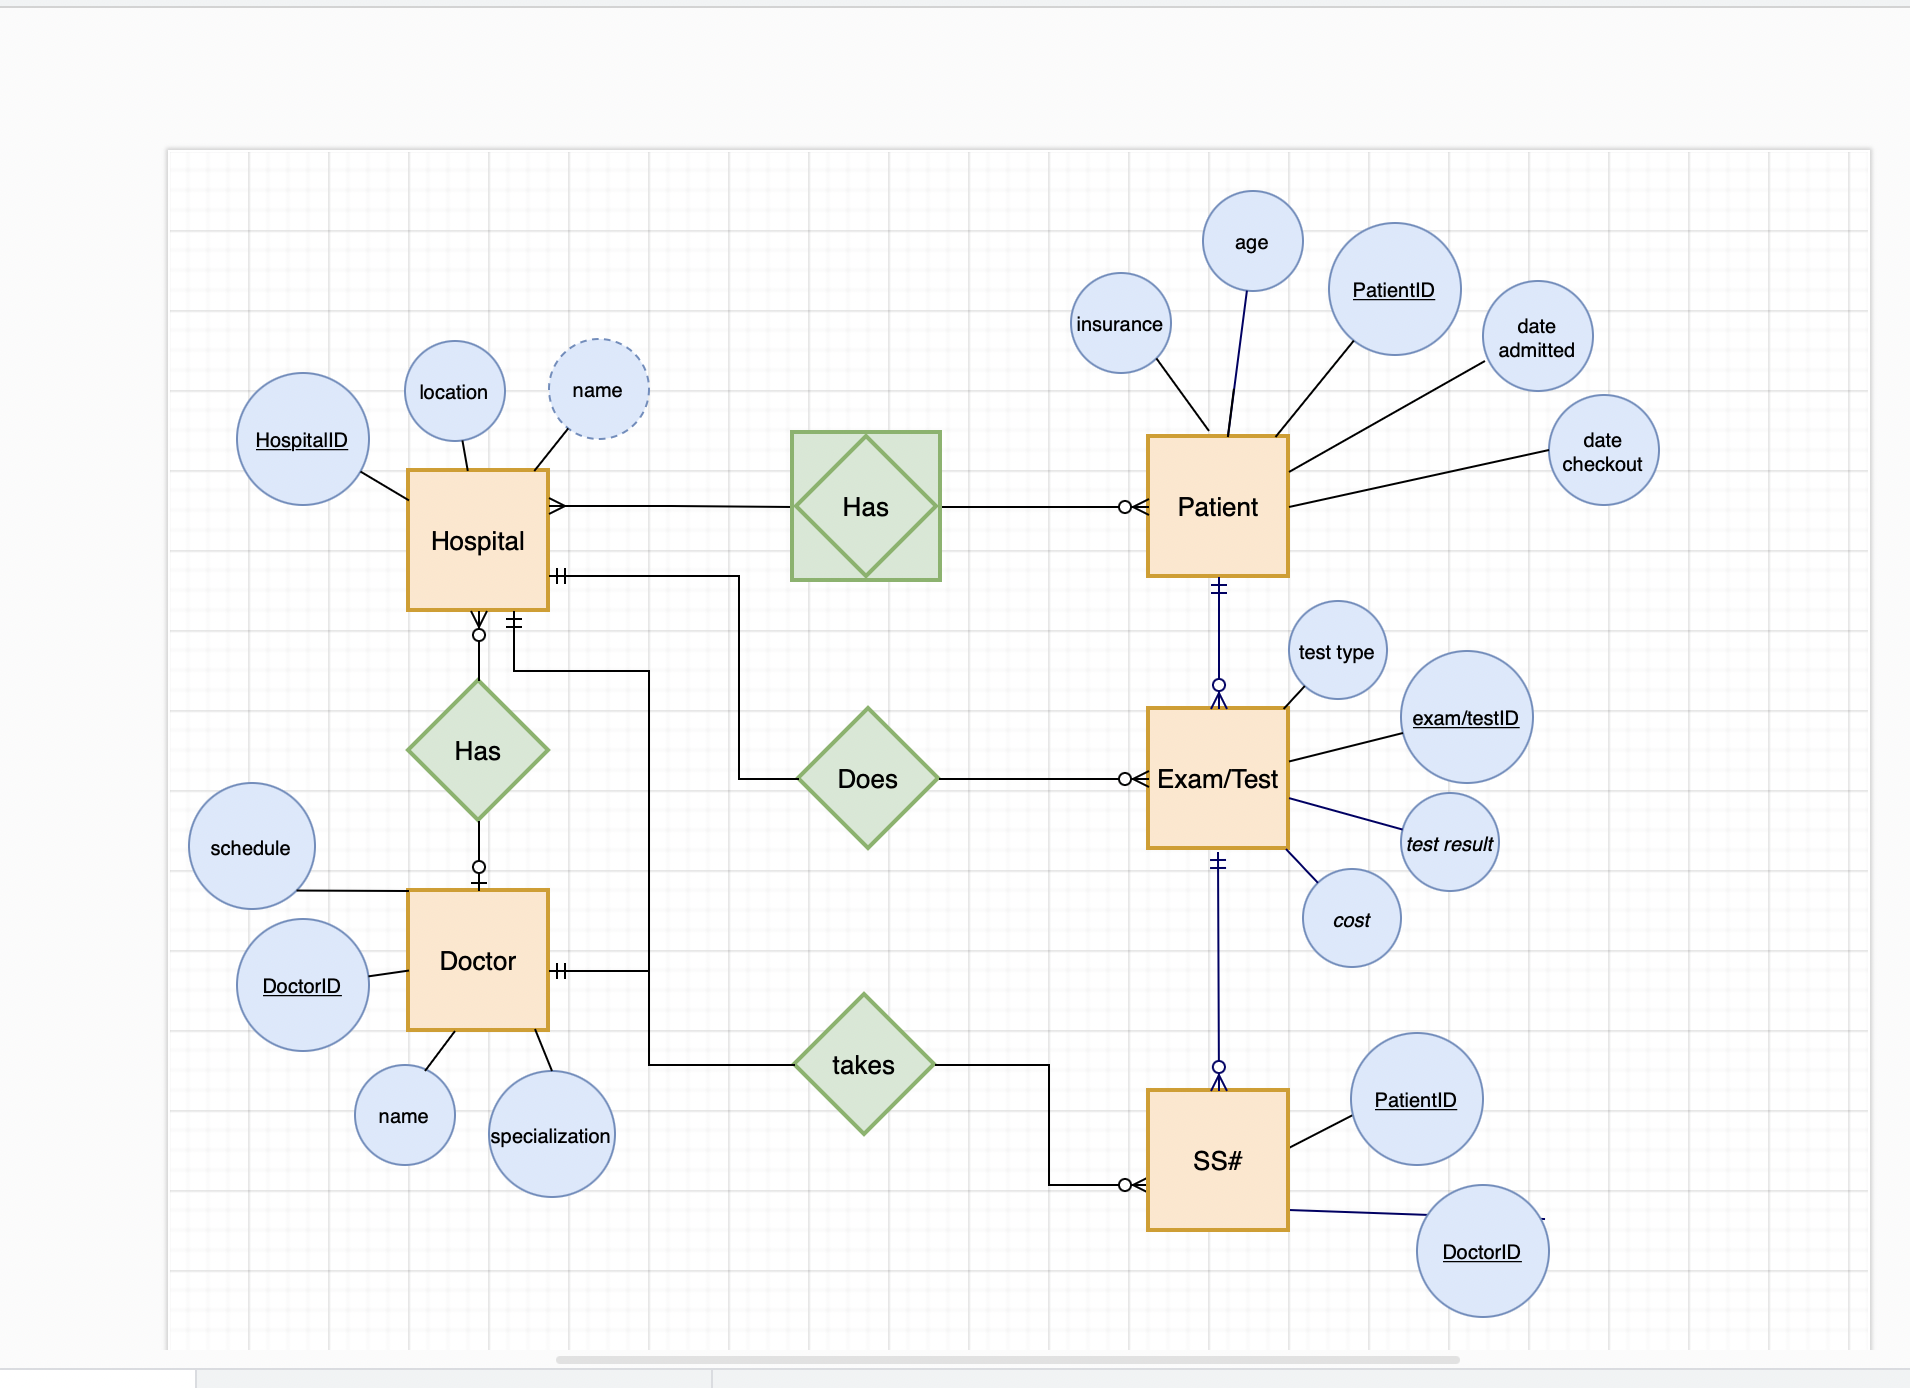 age
PatientID
insurance
date
admitted
location
name
HospitalID
date
checkout
Hospital
Has
Patient
test type
exam/testID
Has
Does
Exam/Test
schedule
test result
cost
Doctor
DoctorID
takes
name
specialization
PatientID
SS#
DoctorID